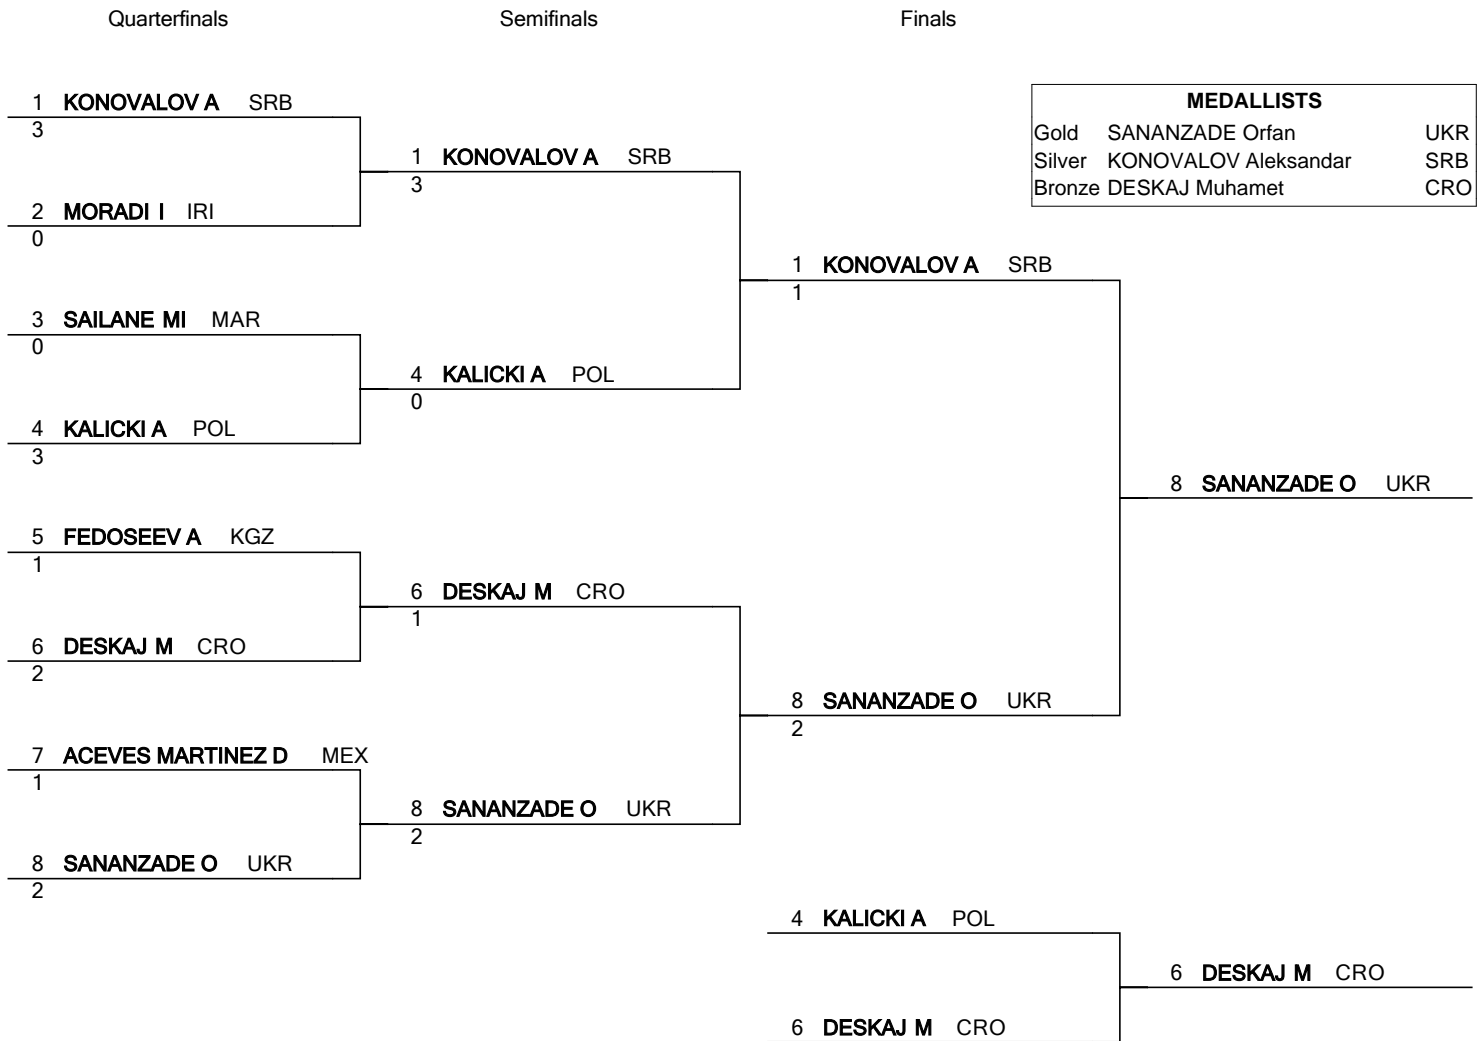 Quarterfinals Semifinals Finals
1 KONOVALOV A SRB
3
2 MORADI I IRI
0
3 SAILANE MI MAR
0
4 KALICKI A POL
3
5 FEDOSEEV A KGZ
1
6 DESKAJ M CRO
2
7 ACEVES MARTINEZ D MEX
1
8 SANANZADE O UKR
2
1 KONOVALOV A SRB
3
4 KALICKI A POL
0
6 DESKAJ M CRO
1
8 SANANZADE O UKR
2
1 KONOVALOV A SRB
1
8 SANANZADE O UKR
2
8 SANANZADE O UKR
4 KALICKI A POL
6 DESKAJ M CRO
6 DESKAJ M CRO
MEDALLISTS
Gold SANANZADE Orfan UKR
Silver KONOVALOV Aleksandar SRB
Bronze DESKAJ Muhamet CRO